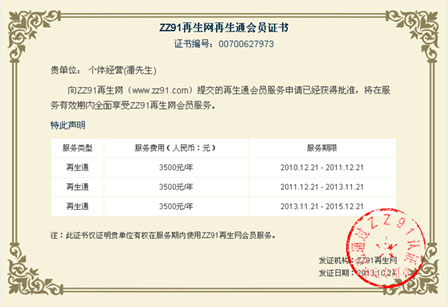 ZZ91再生网再生通会员证书
证书编号：00700627973
贵单位： 个体经营(潘先生)
向ZZ91再生网（www.zz91.com）提交的再生通会员服务申请已经获得批准，将在服
务有效期内全面享受ZZ91再生网会员服务。
特此声明
服务类型 服务费用（人民币：元） 服务期限
再生通 3500元/年 2010.12.21 - 2011.12.21
再生通 3500元/年 2011.12.21 - 2013.11.21
再生通 3500元/年 2013.11.21 - 2015.12.21
注：此证书仅证明贵单位有权在服务期内使用ZZ91再生网会员服务。
通过ZZ91认证
发证机构：ZZ91再生网
发证日期：2013.10.21